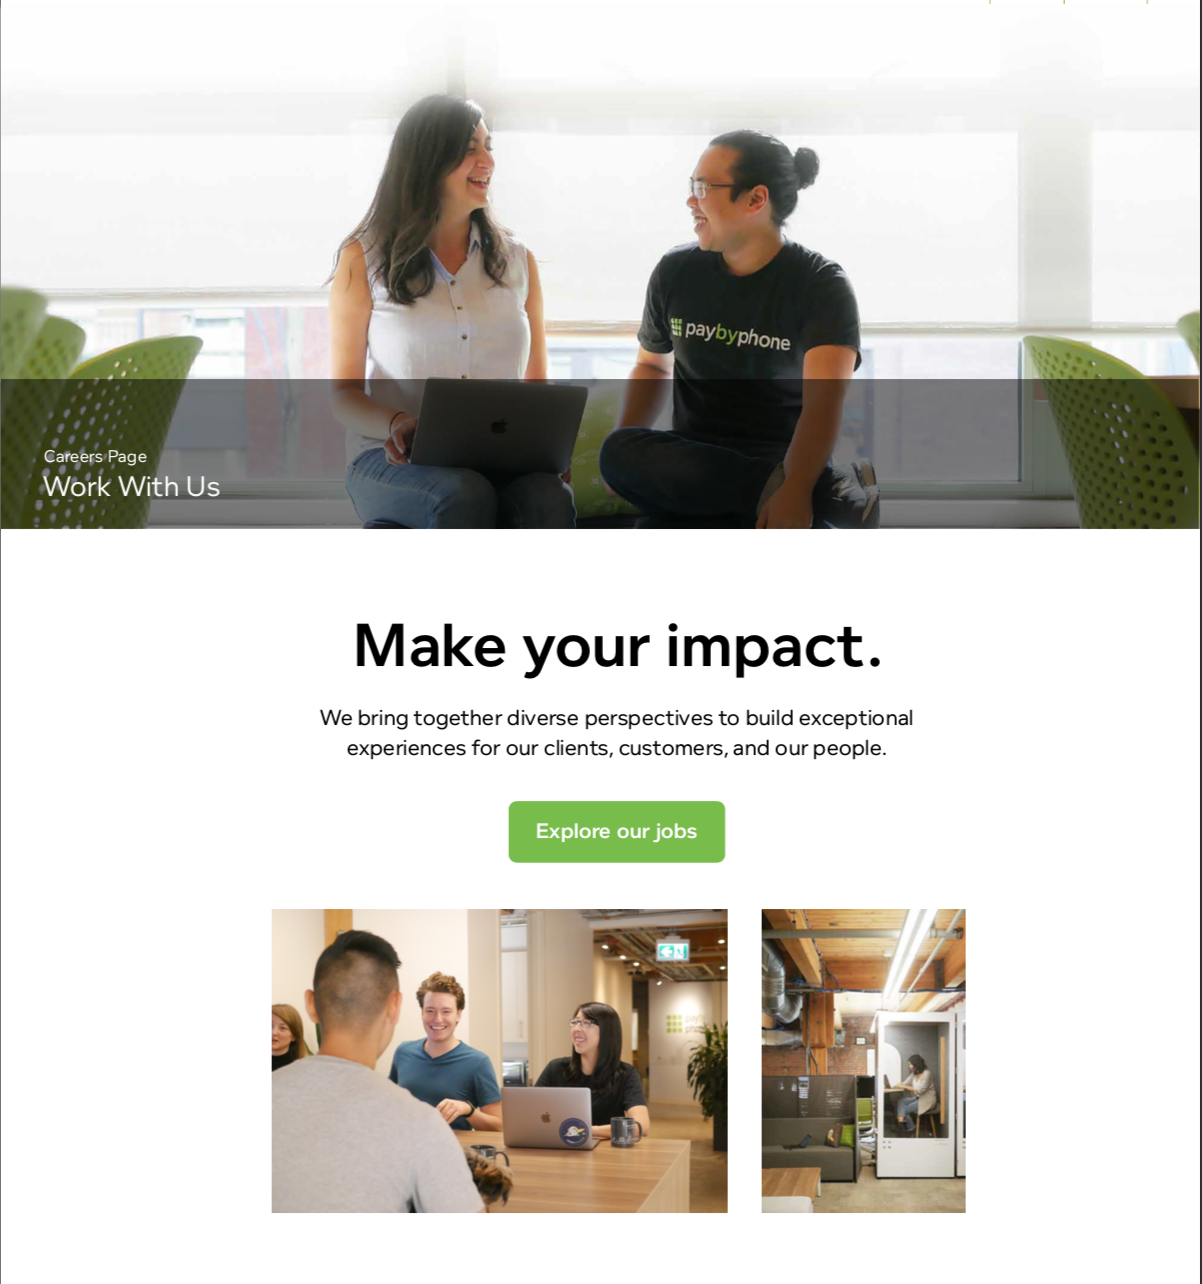 paybyphone
Careers Page
Work With Us
Make your impact.
We bring together diverse perspectives to build exceptional
experiences for our clients, customers, and our people.
Explore our jobs